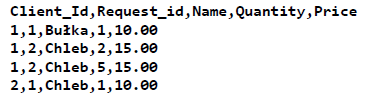 Client_Id,Request_id,Name,Quantity,Price
1,1,Bułka,1,10.00
1,2,Chleb,2,15.00
1,2,Chleb,5,15.00
2,1,Chleb,1,10.00